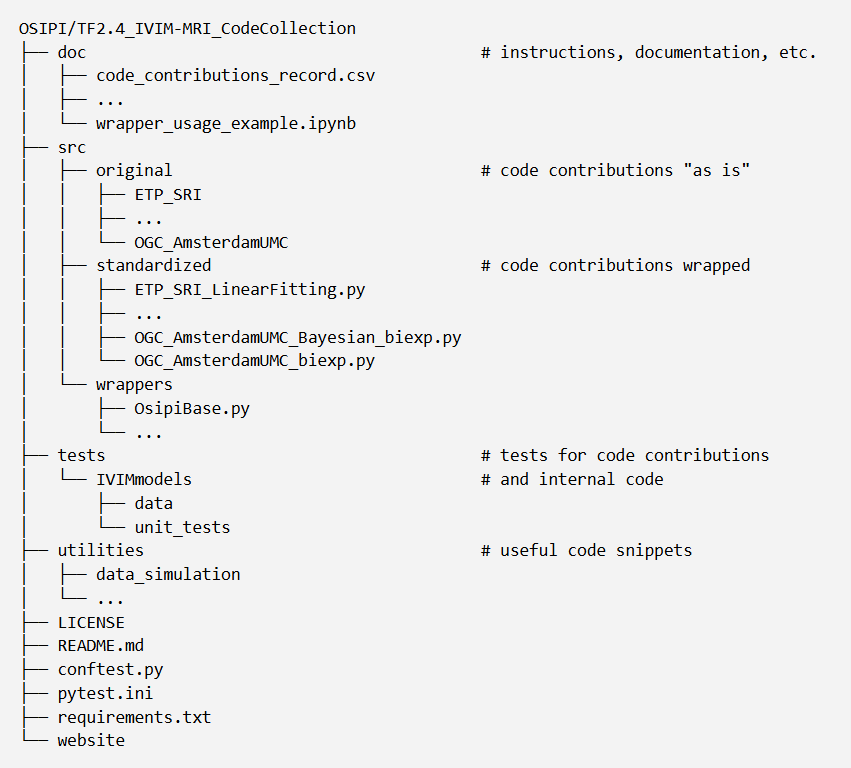 OSIPI/TF2.4_IVIM-MRI_CodeCollection
├── doc                                         # instructions, documentation, etc.
│   ├── code_contributions_record.csv
│   ├── ...
│   └── wrapper_usage_example.ipynb
├── src
│   ├── original                                # code contributions "as is"
│   │   ├── ETP_SRI
│   │   ├── ...
│   │   └── OGC_AmsterdamUMC
│   ├── standardized                            # code contributions wrapped
│   │   ├── ETP_SRI_LinearFitting.py
│   │   ├── ...
│   │   ├── OGC_AmsterdamUMC_Bayesian_biexp.py
│   │   └── OGC_AmsterdamUMC_biexp.py
│   └── wrappers
│       ├── OsipiBase.py
│       └── ...
├── tests                                       # tests for code contributions
│   └── IVIMmodels                              # and internal code
│       ├── data
│       └── unit_tests
├── utilities                                   # useful code snippets
│   ├── data_simulation
│   └── ...
├── LICENSE
├── README.md
├── conftest.py
├── pytest.ini
├── requirements.txt
└── website